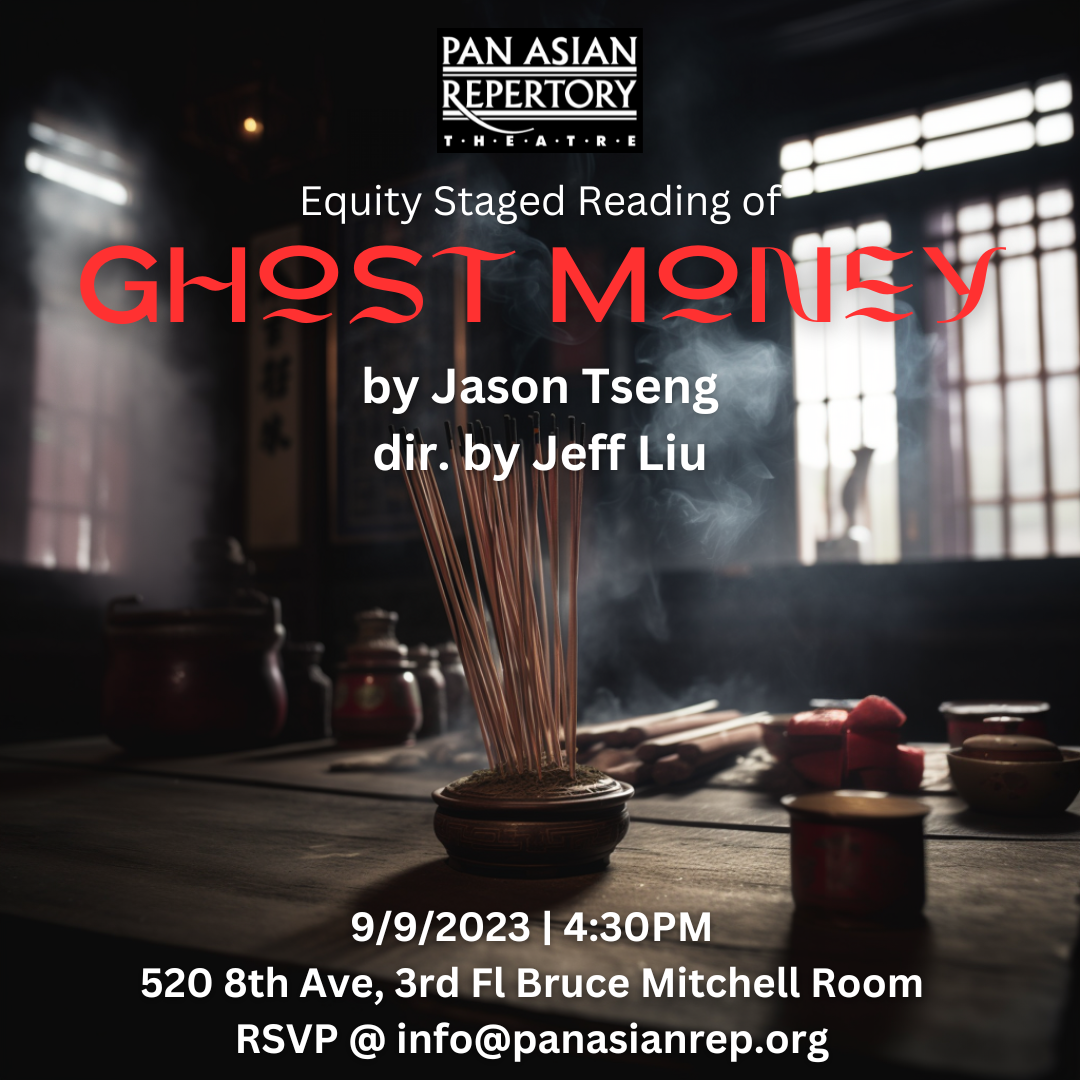 PAN ASIAN
REPERTORY
T·H·E·A·T·R·E
Equity Staged Reading of
GHOST MONEY
by Jason Tseng
dir. by Jeff Liu
9/9/2023 | 4:30PM
520 8th Ave, 3rd Fl Bruce Mitchell Room
RSVP @ info@panasianrep.org